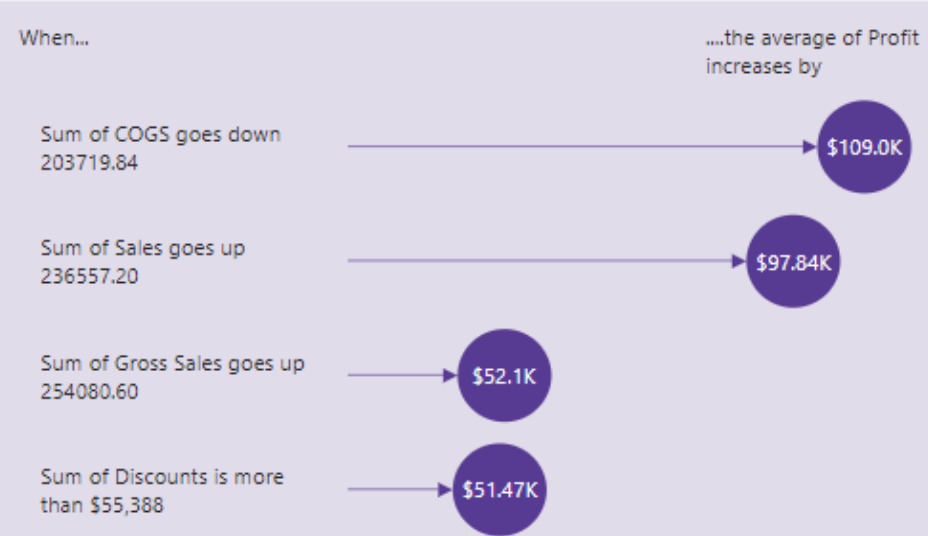 When...
....the average of Profit
increases by
Sum of COGS goes down
203719.84
$109.0K
Sum of Sales goes up
236557.20
$97.84K
Sum of Gross Sales goes up
254080.60
$52.1K
Sum of Discounts is more
than $55,388
$51.47K